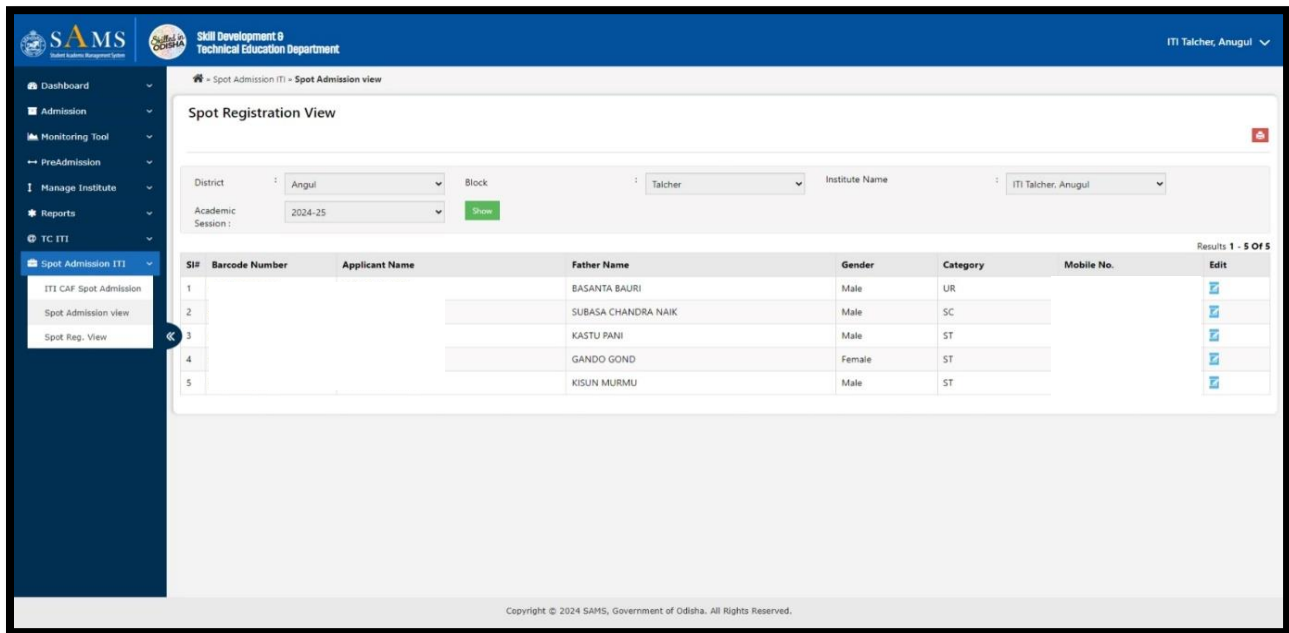 SAMS
Student Academic Management System
Skilled in ODISHA
Skill Development &
Technical Education Department
ITI Talcher, Anugul
Dashboard
Admission
Monitoring Tool
PreAdmission
Manage Institute
Reports
TC ITI
Spot Admission ITI
ITI CAF Spot Admission
Spot Admission view
Spot Reg. View
» Spot Admission ITI » Spot Admission view
Spot Registration View
District : Angul Block : Talcher Institute Name : ITI Talcher, Anugul
Academic Session : 2024-25 Show
Results 1 - 5 Of 5
Sl# Barcode Number Applicant Name Father Name Gender Category Mobile No. Edit
1 BASANTA BAURI Male UR
2 SUBASA CHANDRA NAIK Male SC
3 KASTU PANI Male ST
4 GANDO GOND Female ST
5 KISUN MURMU Male ST
Copyright © 2024 SAMS, Government of Odisha. All Rights Reserved.